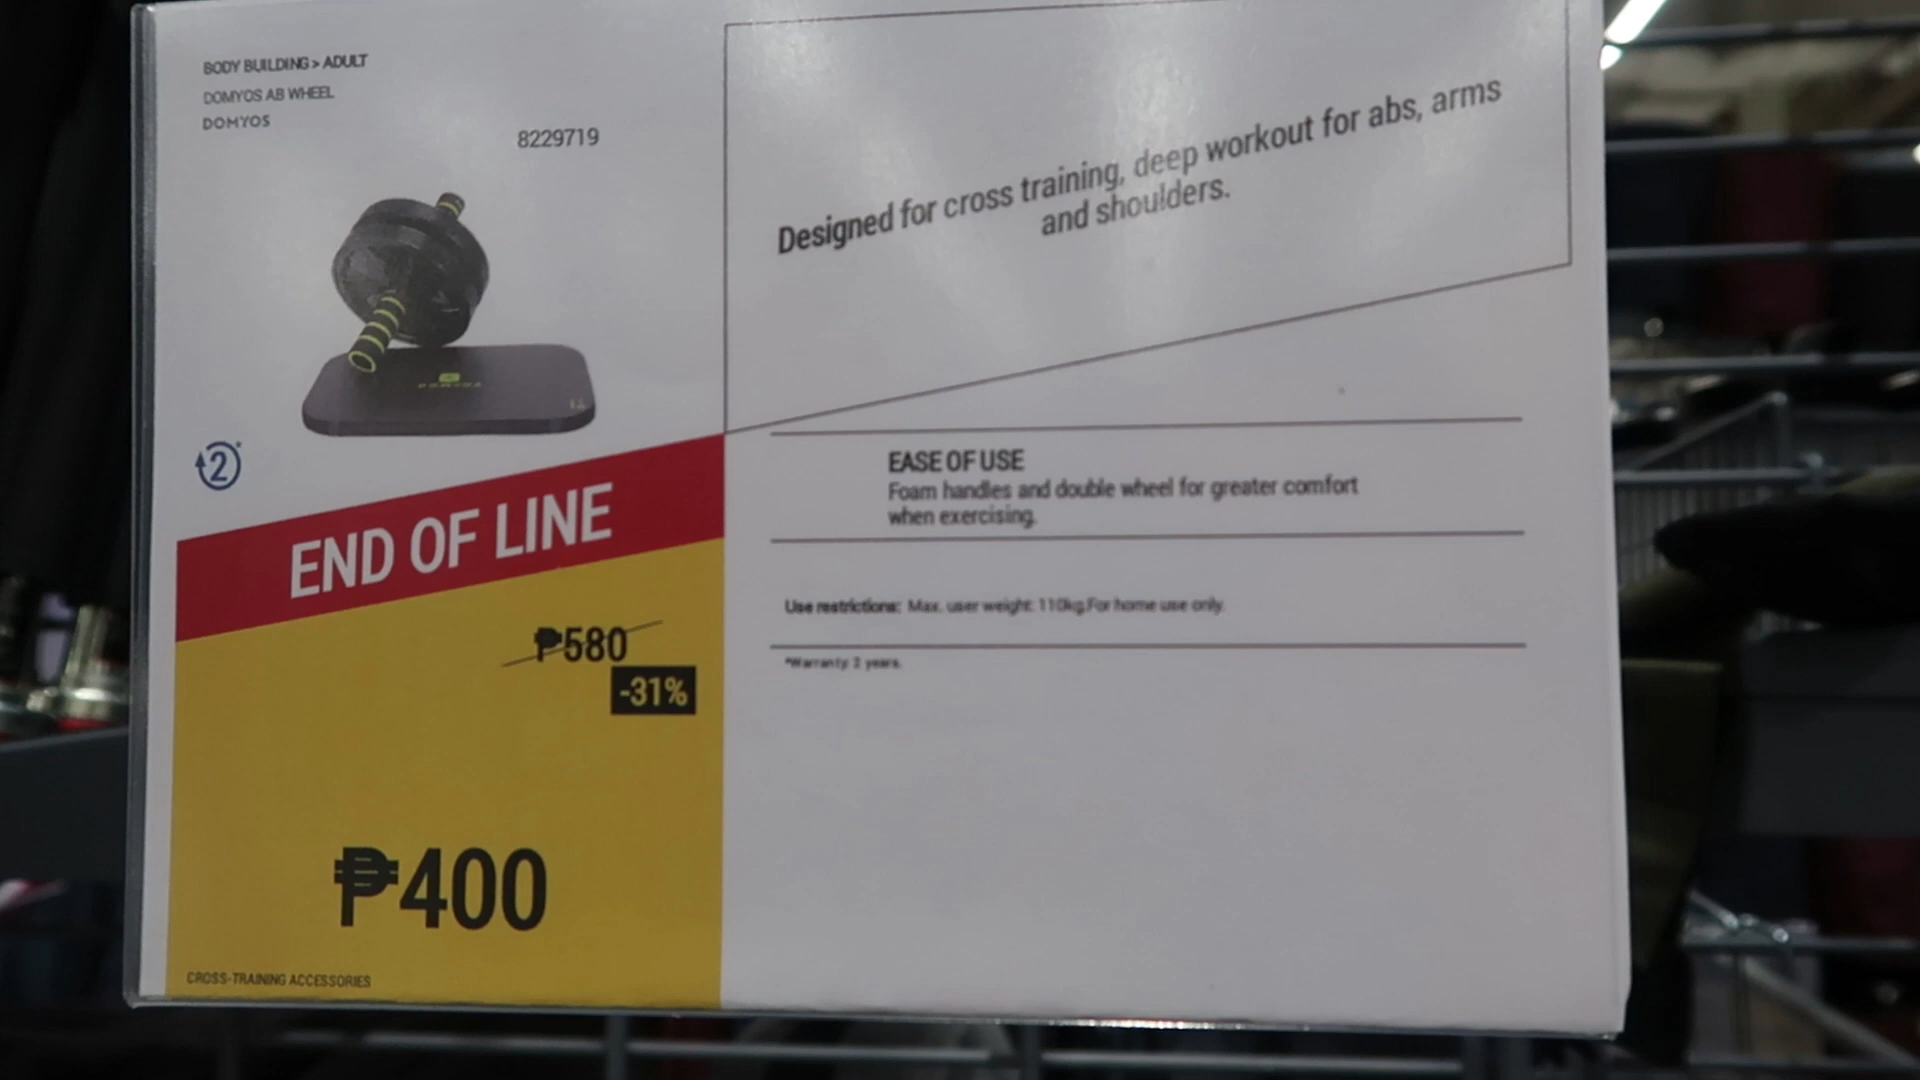 BODY BUILDING > ADULT
DOMYOS AB WHEEL
DOMYOS
8229719
DOMYOS
2*
END OF LINE
₱580
-31%
₱400
CROSS-TRAINING ACCESSORIES
Designed for cross training, deep workout for abs, arms
and shoulders.
EASE OF USE
Foam handles and double wheel for greater comfort
when exercising.
Use restrictions: Max. user weight: 110kg.For home use only.
*Warranty: 2 years.